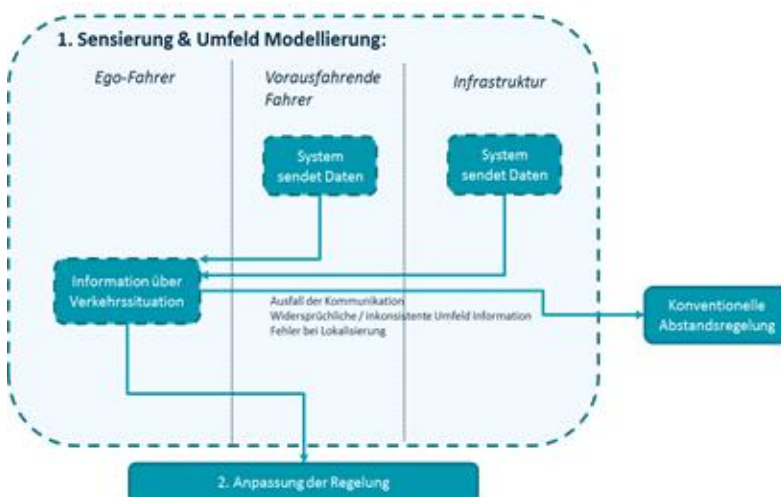 1. Sensierung & Umfeld Modellierung:
Ego-Fahrer
Vorausfahrende
Fahrer
Infrastruktur
System
sendet Daten
System
sendet Daten
Information über
Verkehrssituation
Ausfall der Kommunikation
Widersprüchliche / inkonsistente Umfeld Information
Fehler bei Lokalisierung
Konventionelle
Abstandsregelung
2. Anpassung der Regelung